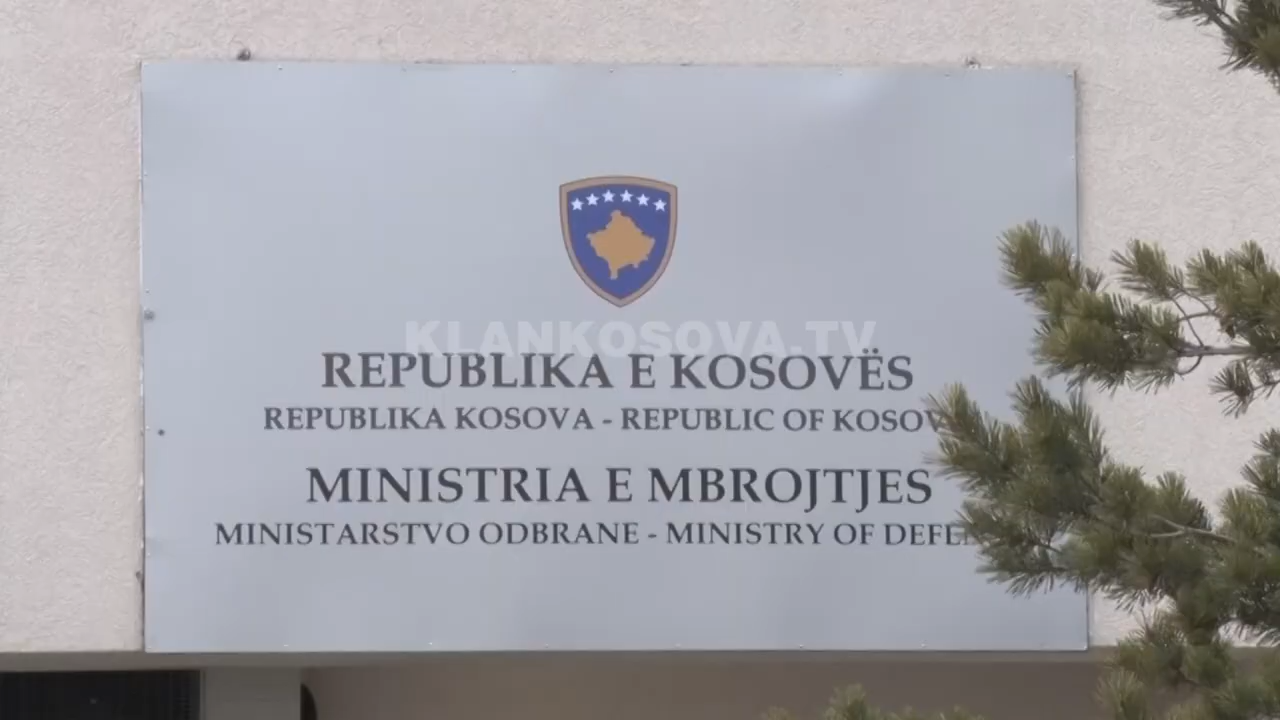 KLANKOSOVA.TV
REPUBLIKA E KOSOVËS
REPUBLIKA KOSOVA - REPUBLIC OF
MINISTRIA E MBROJTJES
MINISTARSTVO ODBRANE - MINISTRY OF